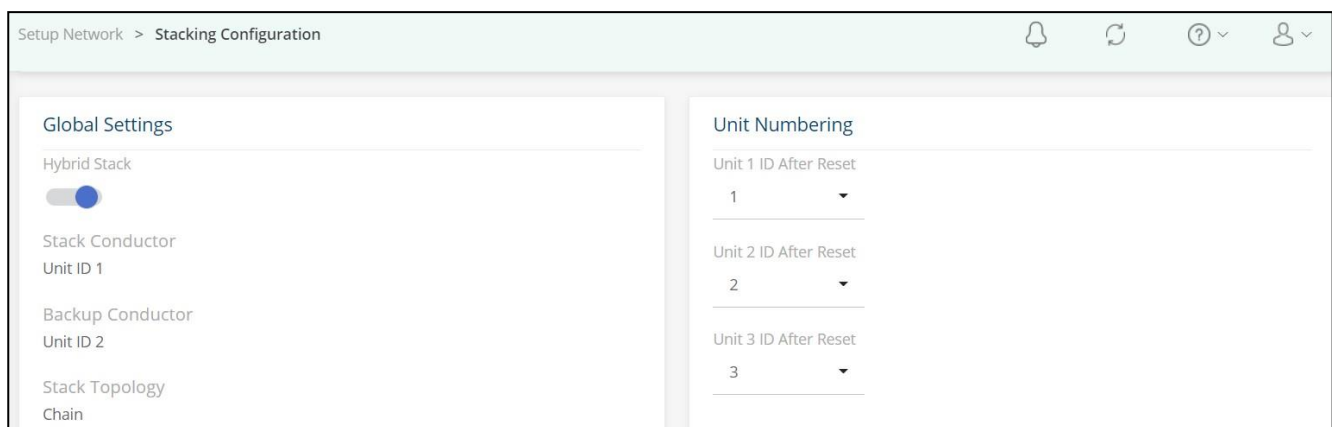 Setup Network > Stacking Configuration
Global Settings
Hybrid Stack
Stack Conductor
Unit ID 1
Backup Conductor
Unit ID 2
Stack Topology
Chain
Unit Numbering
Unit 1 ID After Reset
1
Unit 2 ID After Reset
2
Unit 3 ID After Reset
3